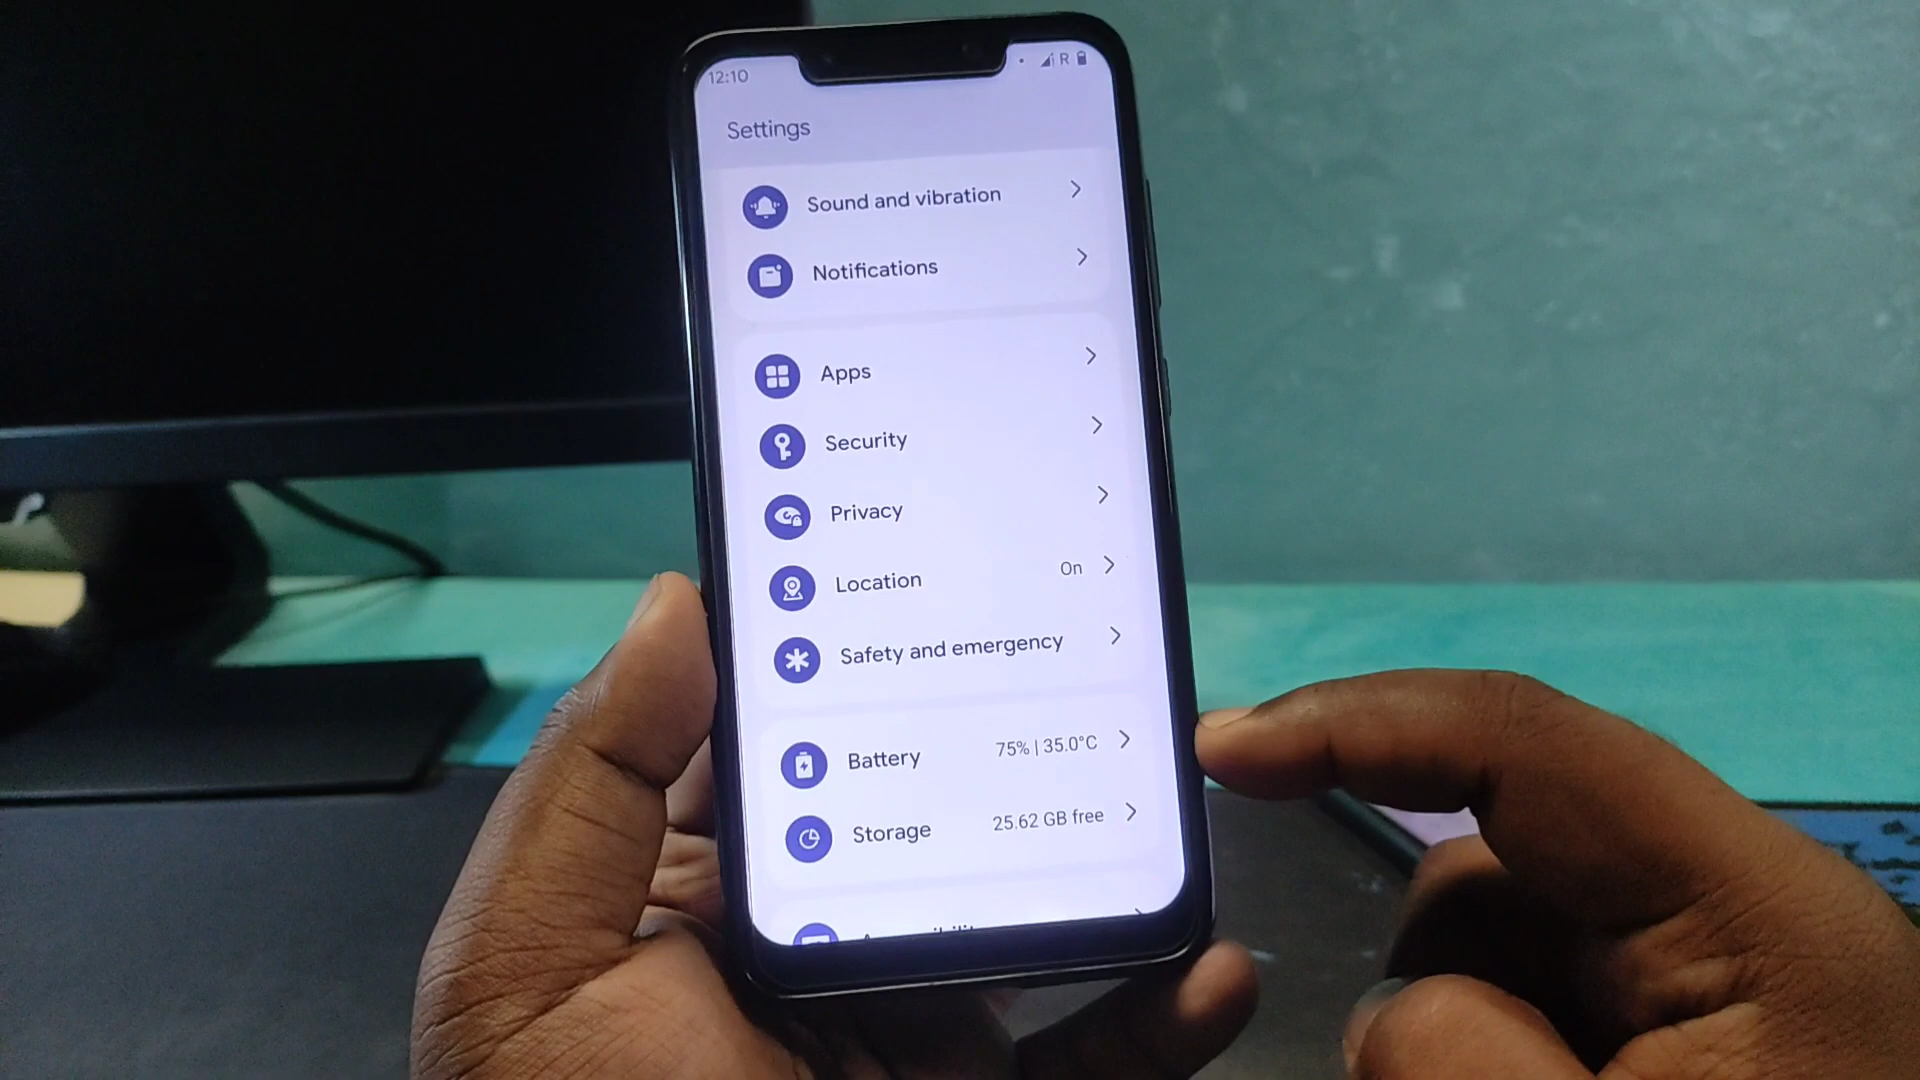 12:10
R
Settings
Sound and vibration
Notifications
Apps
Security
Privacy
Location On
Safety and emergency
Battery 75% | 35.0°C
Storage 25.62 GB free